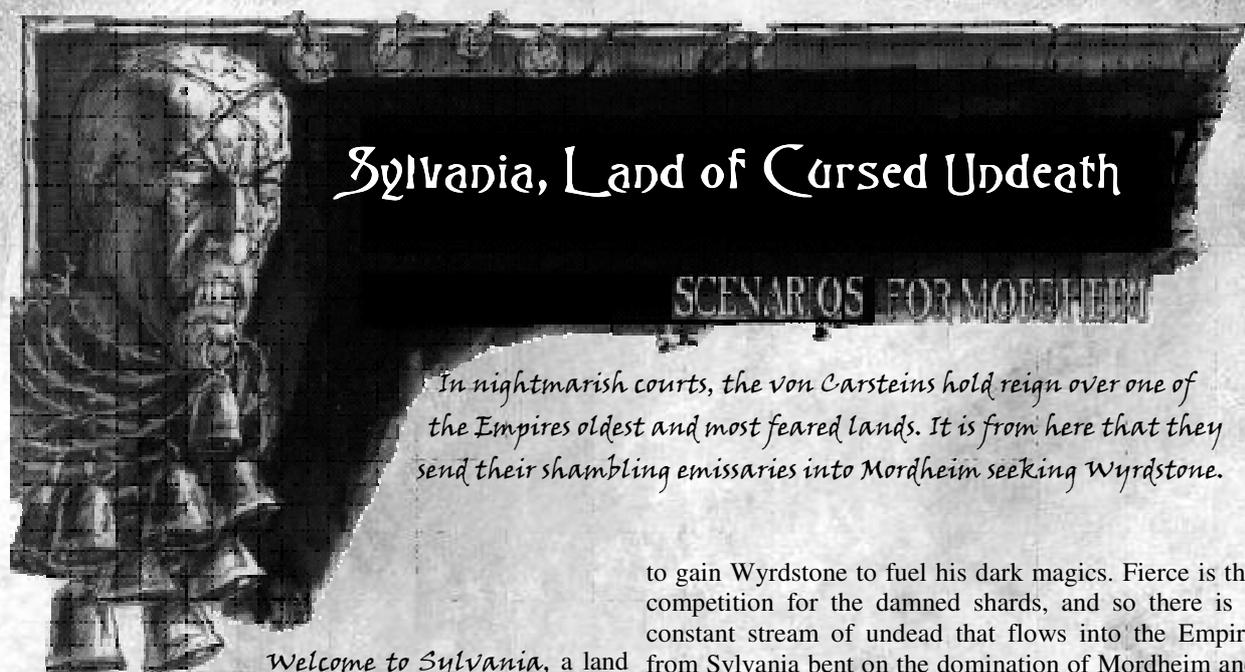 Sylvania, Land of Cursed Undeath
SCENARIOS FOR MORDHEIM
In nightmarish courts, the von Carsteins hold reign over one of
the Empires oldest and most feared lands. It is from here that they
send their shambling emissaries into Mordheim seeking Wyrdstone.
Welcome to Sylvania, a land
to gain Wyrdstone to fuel his dark magics. Fierce is th
competition for the damned shards, and so there is
constant stream of undead that flows into the Empir
from Sylvania bent on the domination of Mordheim an